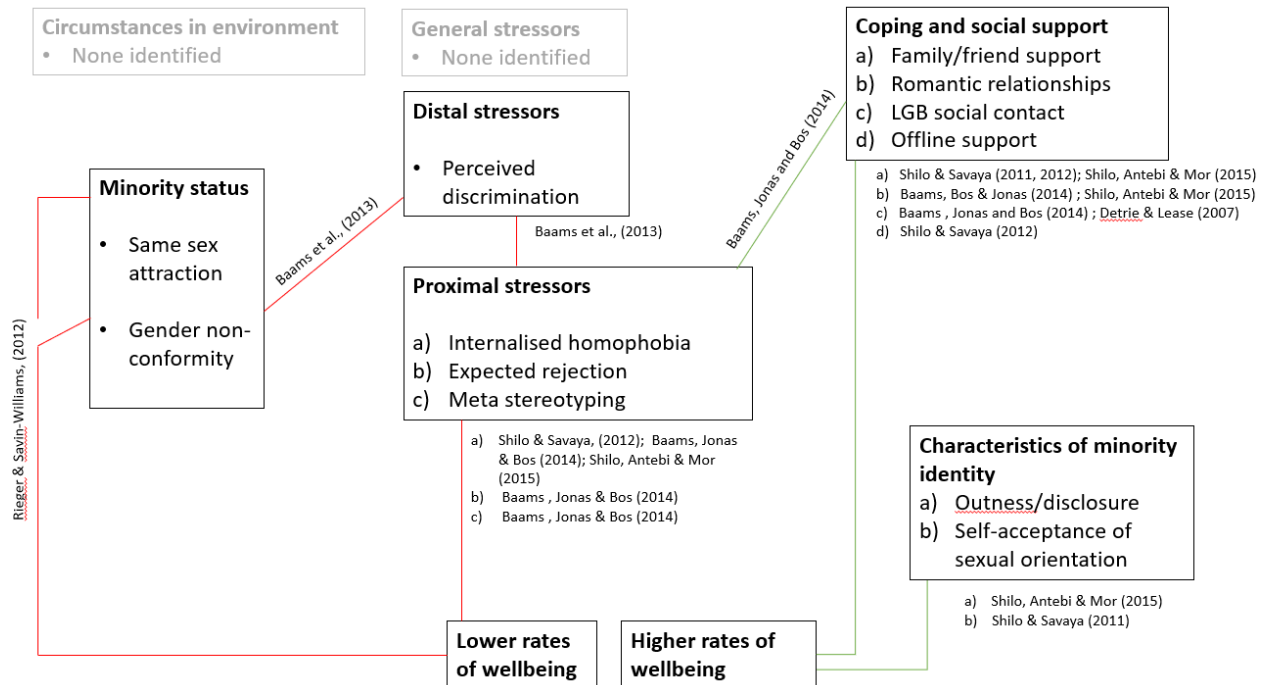 Circumstances in environment
• None identified
General stressors
• None identified
Coping and social support
a) Family/friend support
b) Romantic relationships
c) LGB social contact
d) Offline support
a) Shilo & Savaya (2011, 2012); Shilo, Antebi & Mor (2015)
b) Baams, Bos & Jonas (2014) ; Shilo, Antebi & Mor (2015)
c) Baams , Jonas and Bos (2014) ; Detrie & Lease (2007)
d) Shilo & Savaya (2012)
Distal stressors
• Perceived
discrimination
Baams, Jonas and Bos (2014)
Minority status
• Same sex
attraction
• Gender non-
conformity
Baams et al., (2013)
Baams et al., (2013)
Proximal stressors
a) Internalised homophobia
b) Expected rejection
c) Meta stereotyping
a) Shilo & Savaya, (2012); Baams, Jonas
& Bos (2014); Shilo, Antebi & Mor
(2015)
b) Baams , Jonas & Bos (2014)
c) Baams , Jonas & Bos (2014)
Rieger & Savin-Williams, (2012)
Characteristics of minority
identity
a) Outness/disclosure
b) Self-acceptance of
sexual orientation
a) Shilo, Antebi & Mor (2015)
b) Shilo & Savaya (2011)
Lower rates
of wellbeing
Higher rates of
wellbeing